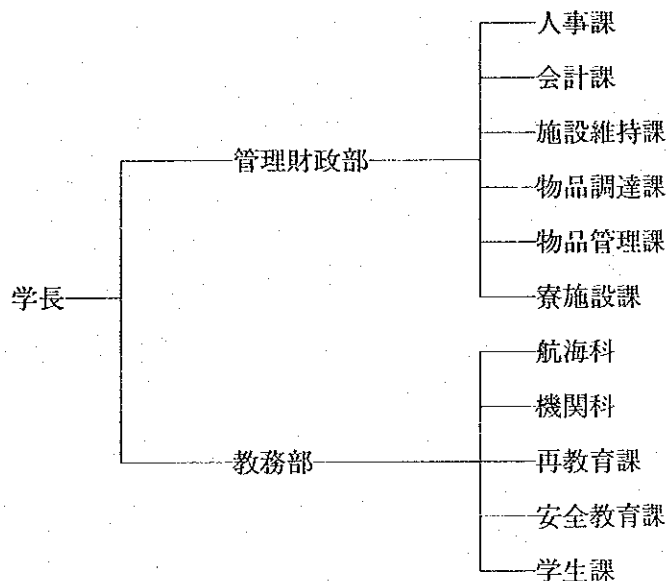 人事課
会計課
施設維持課
管理財政部
物品調達課
物品管理課
学長
寮施設課
航海科
機関科
教務部
再教育課
安全教育課
学生課